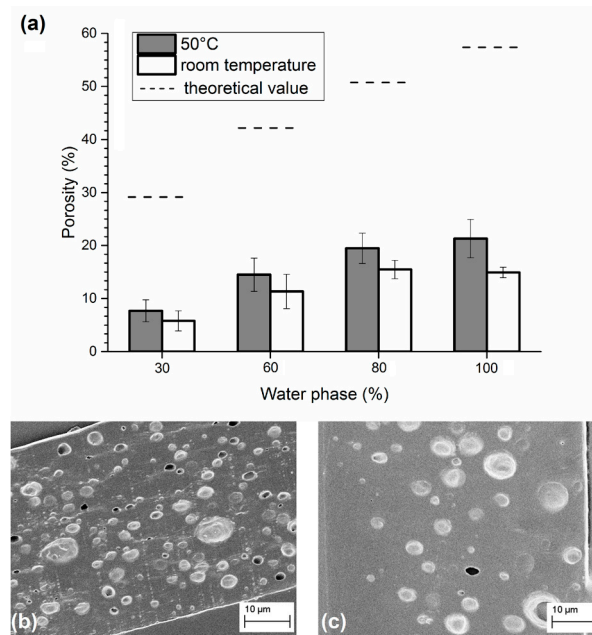 (a)
60
50°C
room temperature
50
theoretical value
40
Porosity (%)
30
20
10
0
30 60 80 100
Water phase (%)
(b)
10 µm
(c)
10 µm